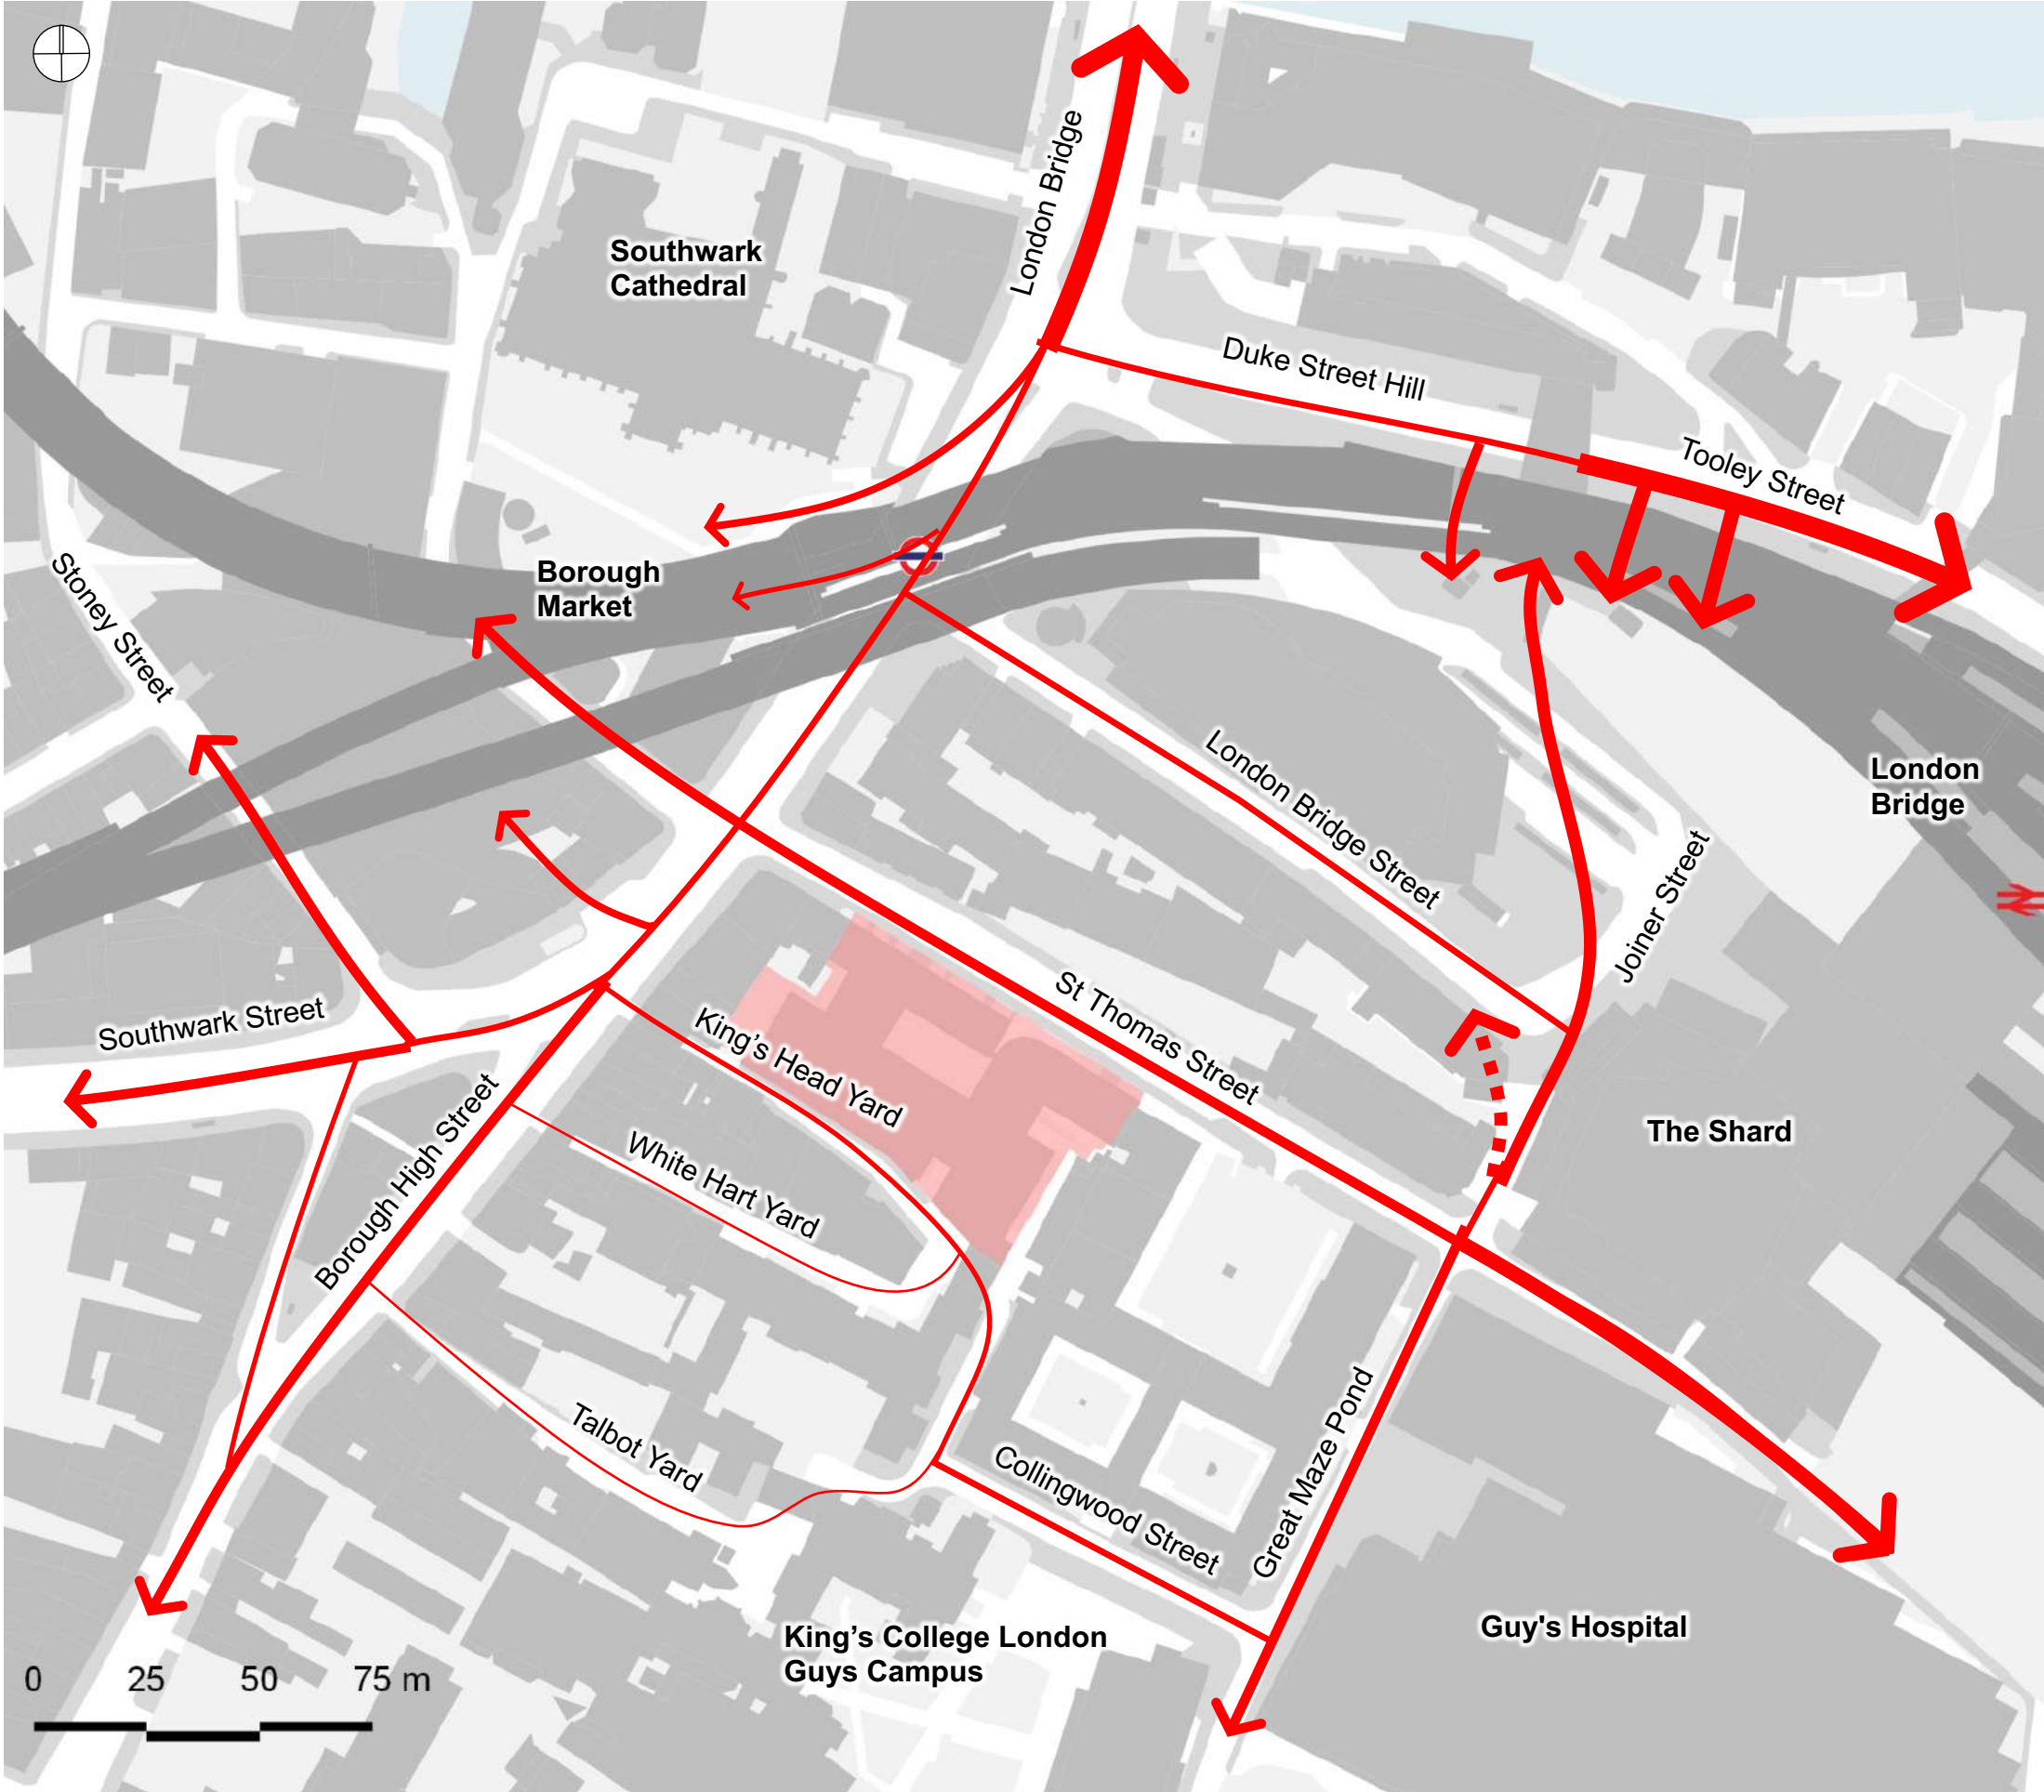 London Bridge
Southwark
Cathedral
Duke Street Hill
Tooley Street
Borough
Market
Stoney Street
London Bridge Street
London
Bridge
Joiner Street
Southwark Street
St Thomas Street
King's Head Yard
White Hart Yard
The Shard
Borough High Street
Talbot Yard
Collingwood Street
Great Maze Pond
King’s College London
Guys Campus
Guy's Hospital
0 25 50 75 m